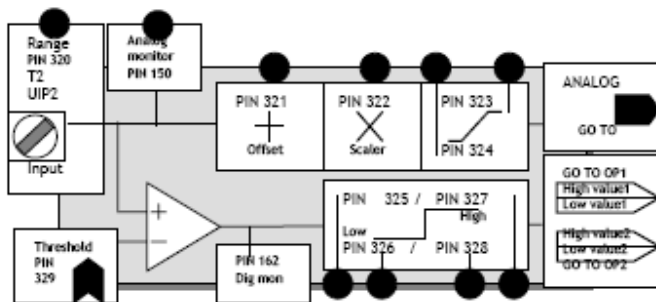 Range
PIN 320
T2
UIP2
Input
Analog
monitor
PIN 150
PIN 321
Offset
PIN 322
Scaler
PIN 323
PIN 324
ANALOG
GO TO
PIN 325 / PIN 327
Low High
PIN 326 / PIN 328
GO TO OP1
High value1
Low value1
High value2
Low value2
GO TO OP2
Threshold
PIN
329
PIN 162
Dig mon